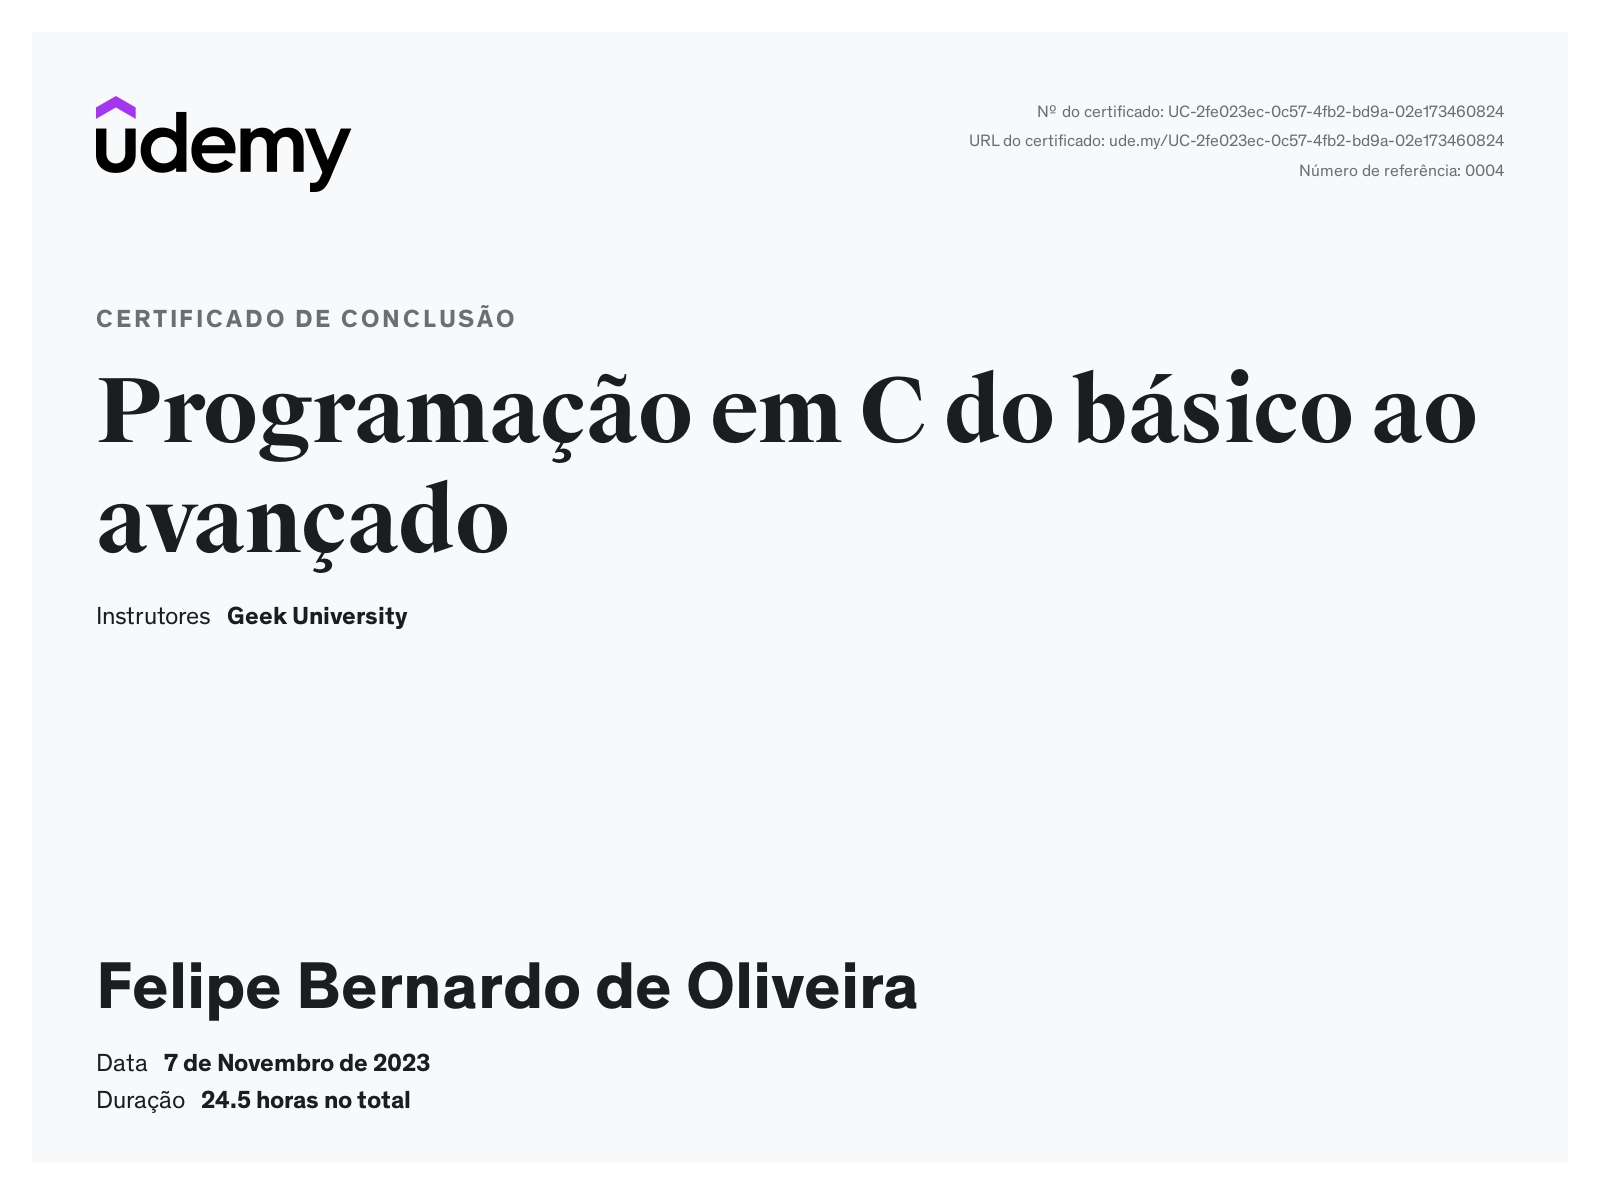 udemy
Nº do certificado: UC-2fe023ec-0c57-4fb2-bd9a-02e173460824
URL do certificado: ude.my/UC-2fe023ec-0c57-4fb2-bd9a-02e173460824
Número de referência: 0004
CERTIFICADO DE CONCLUSÃO
Programação em C do básico ao
avançado
Instrutores Geek University
Felipe Bernardo de Oliveira
Data 7 de Novembro de 2023
Duração 24.5 horas no total